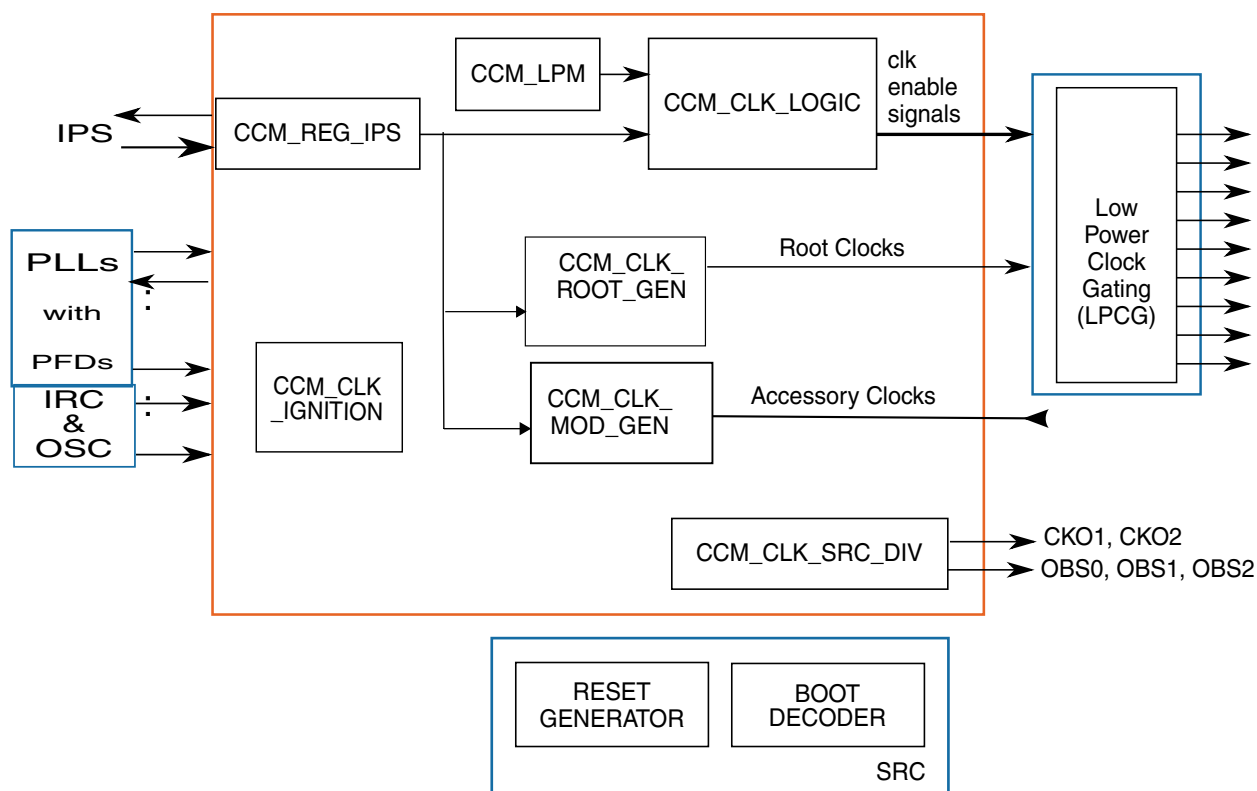 CCM_LPM
CCM_CLK_LOGIC
clk
enable
signals
IPS
CCM_REG_IPS
PLLs
with
PFDs
:
IRC
&
OSC
:
CCM_CLK_
ROOT_GEN
Root Clocks
Low
Power
Clock
Gating
(LPCG)
CCM_CLK
_IGNITION
CCM_CLK_
MOD_GEN
Accessory Clocks
CCM_CLK_SRC_DIV
CKO1, CKO2
OBS0, OBS1, OBS2
RESET
GENERATOR
BOOT
DECODER
SRC